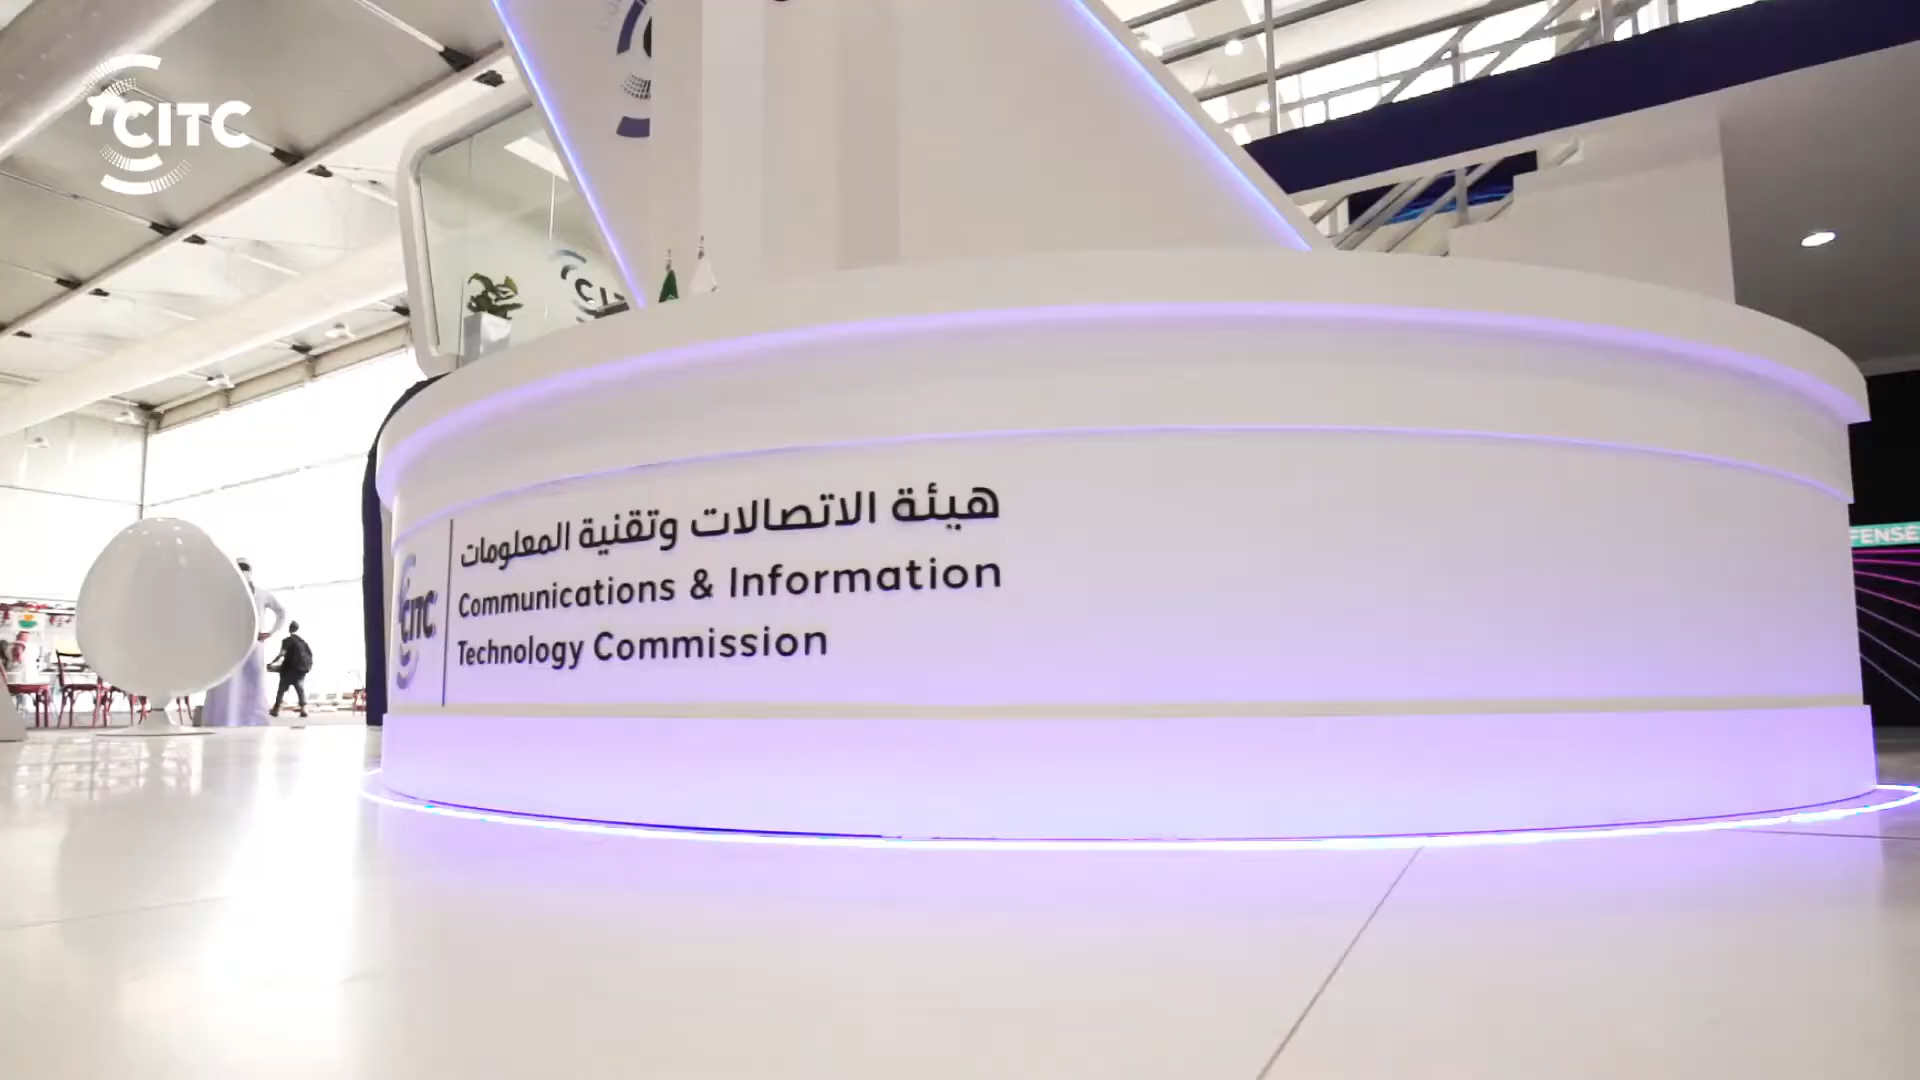 CITC
هيئة الاتصالات وتقنية المعلومات
Communications & Information
Technology Commission
CITC